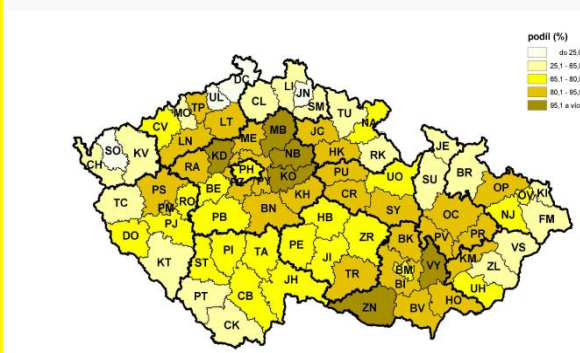 podíl (%)
do 25,0
25,1 - 65,0
65,1 - 80,0
80,1 - 95,0
95,1 a více
DC
UL
LI
JN
SM
CL
TP
MO
CV
LT
TU
NA
LN
ME
MB
JC
HK
RK
JE
SO
KV
CH
RA
KD
NB
PH
KO
PU
UO
SU
BR
OP
OV
KI
TC
PS
PM
RO
BE
PY
KH
CR
SY
OC
NJ
FM
DO
PJ
PB
BN
HB
ZR
BK
PV
PR
VS
KT
ST
PI
TA
PE
JI
TR
BM
BI
VY
KM
ZL
PT
CB
JH
ZN
BV
HO
UH
CK